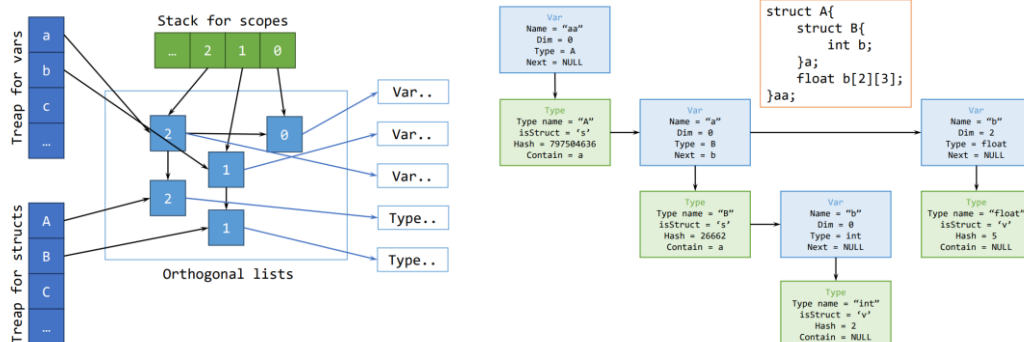 Stack for scopes
… 2 1 0
Treap for vars
a
b
c
…
2
0
1
2
1
Var..
Var..
Var..
Type..
Type..
Treap for structs
A
B
C
…
Orthogonal lists
Var
Name = “aa”
Dim = 0
Type = A
Next = NULL
struct A{
struct B{
int b;
}a;
float b[2][3];
}aa;
Type
Type name = “A”
isStruct = ‘s’
Hash = 797504636
Contain = a
Var
Name = “a”
Dim = 0
Type = B
Next = b
Var
Name = “b”
Dim = 2
Type = float
Next = NULL
Type
Type name = “B”
isStruct = ‘s’
Hash = 26662
Contain = a
Var
Name = “b”
Dim = 0
Type = int
Next = NULL
Type
Type name = “float”
isStruct = ‘v’
Hash = 5
Contain = NULL
Type
Type name = “int”
isStruct = ‘v’
Hash = 2
Contain = NULL